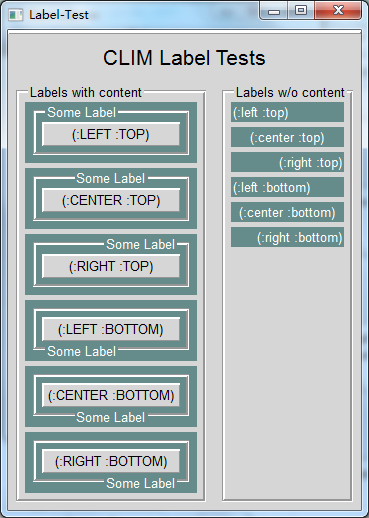 Label-Test
CLIM Label Tests
Labels with content
Some Label
(:LEFT :TOP)
Some Label
(:CENTER :TOP)
Some Label
(:RIGHT :TOP)
(:LEFT :BOTTOM)
Some Label
(:CENTER :BOTTOM)
Some Label
(:RIGHT :BOTTOM)
Some Label
Labels w/o content
(:left :top)
(:center :top)
(:right :top)
(:left :bottom)
(:center :bottom)
(:right :bottom)